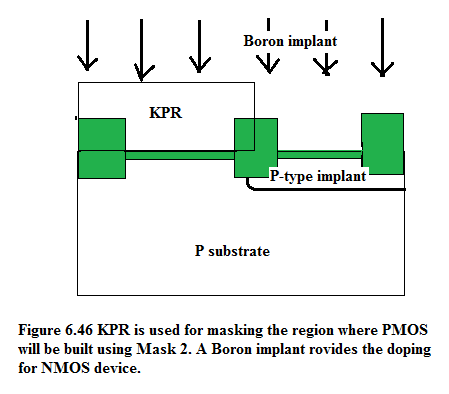 Boron implant
KPR
P-type implant
P substrate
Figure 6.46 KPR is used for masking the region where PMOS
will be built using Mask 2. A Boron implant rovides the doping
for NMOS device.